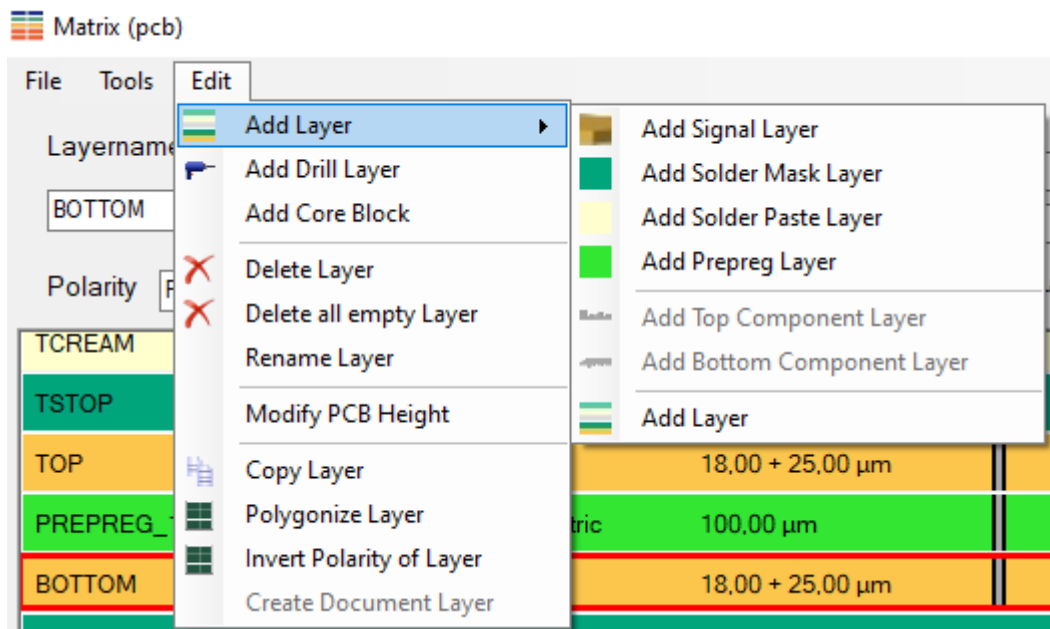 Matrix (pcb)
File Tools Edit
Layername
BOTTOM
Polarity
Add Layer
Add Drill Layer
Add Core Block
Delete Layer
Delete all empty Layer
Rename Layer
Modify PCB Height
Copy Layer
Polygonize Layer
Invert Polarity of Layer
Create Document Layer
Add Signal Layer
Add Solder Mask Layer
Add Solder Paste Layer
Add Prepreg Layer
Add Top Component Layer
Add Bottom Component Layer
Add Layer
TCREAM
TSTOP
TOP 18,00 + 25,00 µm
PREPREG_ tric 100,00 µm
BOTTOM 18,00 + 25,00 µm